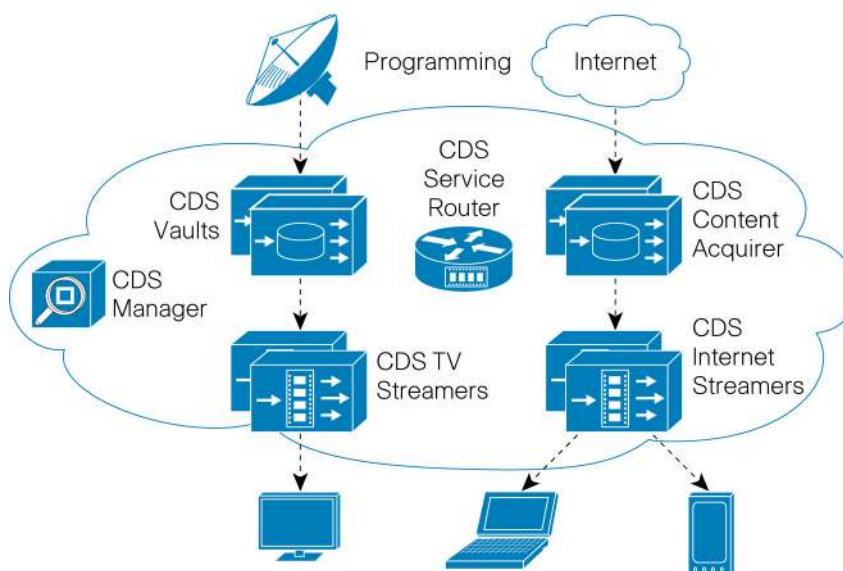 Programming
Internet
CDS
Vaults
CDS
Service
Router
CDS
Content
Acquirer
CDS
Manager
CDS TV
Streamers
CDS
Internet
Streamers